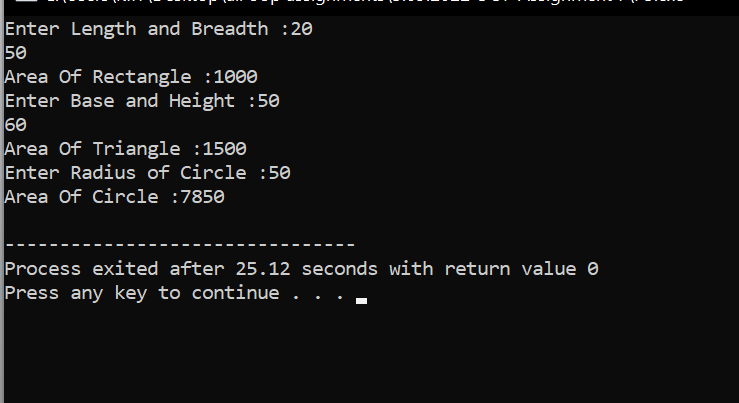 Enter Length and Breadth :20
50
Area Of Rectangle :1000
Enter Base and Height :50
60
Area Of Triangle :1500
Enter Radius of Circle :50
Area Of Circle :7850
--------------------------------
Process exited after 25.12 seconds with return value 0
Press any key to continue . . .